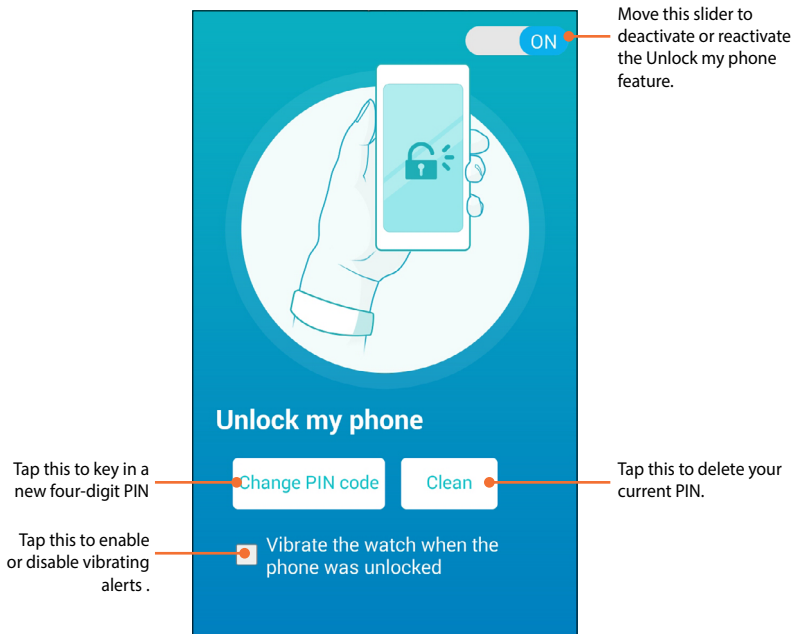 Move this slider to
deactivate or reactivate
the Unlock my phone
feature.
ON
Unlock my phone
Tap this to key in a
new four-digit PIN
Change PIN code
Clean
Tap this to delete your
current PIN.
Tap this to enable
or disable vibrating
alerts .
Vibrate the watch when the
phone was unlocked